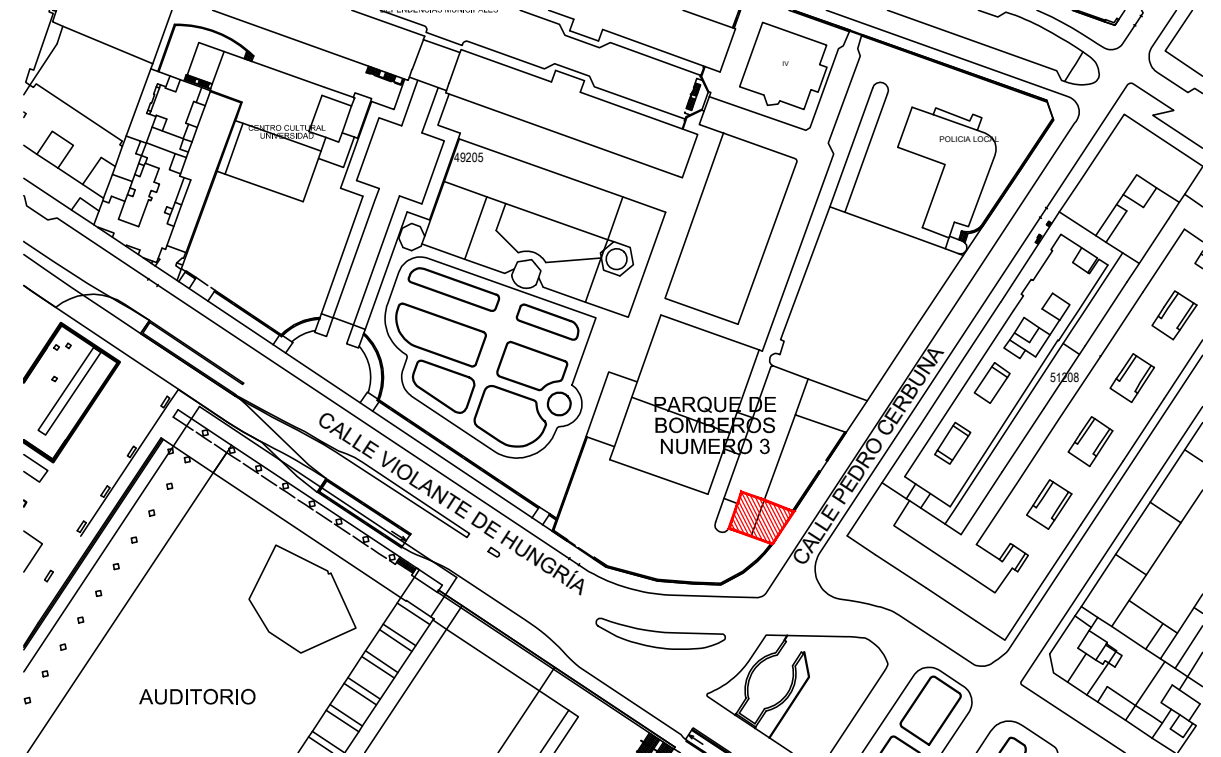 IV
POLICIA LOCAL
CENTRO CULTURAL
UNIVERSIDAD
49205
51208
PARQUE DE
BOMBEROS
NUMERO 3
CALLE PEDRO CERBUNA
CALLE VIOLANTE DE HUNGRÍA
AUDITORIO